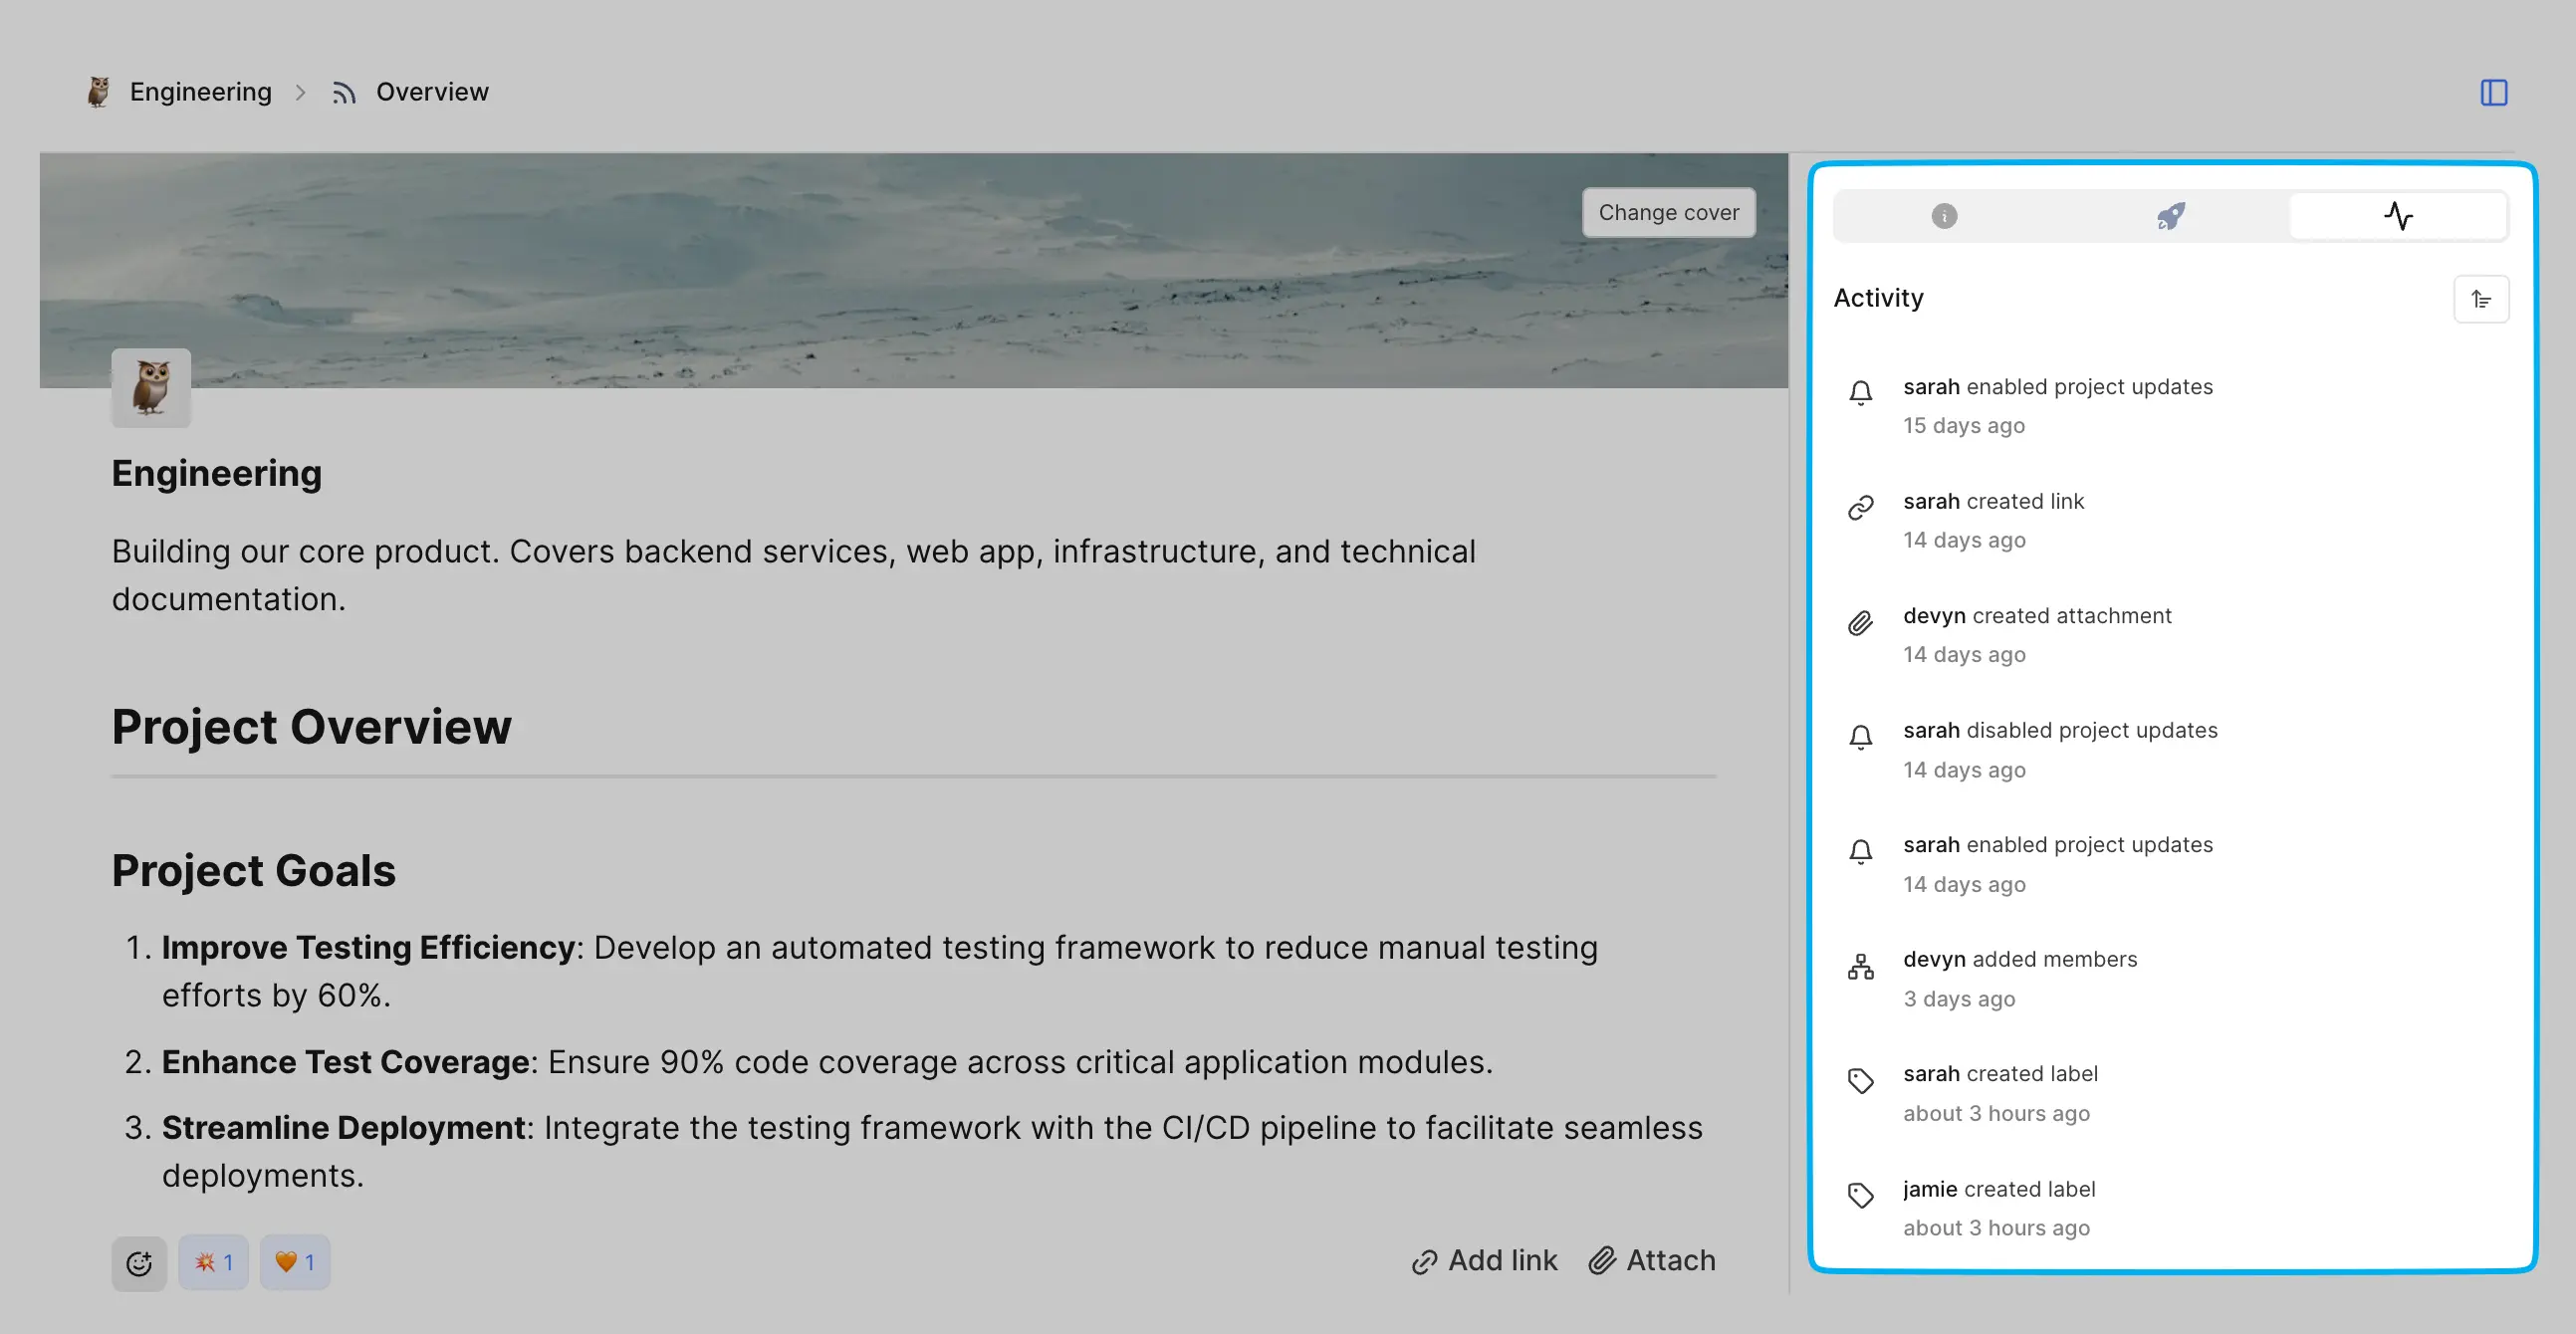 Engineering
Overview
Change cover
Engineering
Building our core product. Covers backend services, web app, infrastructure, and technical
documentation.
Project Overview
Project Goals
1. Improve Testing Efficiency: Develop an automated testing framework to reduce manual testing
efforts by 60%.
2. Enhance Test Coverage: Ensure 90% code coverage across critical application modules.
3. Streamline Deployment: Integrate the testing framework with the CI/CD pipeline to facilitate seamless
deployments.
1
1
Add link
Attach
Activity
sarah enabled project updates
15 days ago
sarah created link
14 days ago
devyn created attachment
14 days ago
sarah disabled project updates
14 days ago
sarah enabled project updates
14 days ago
devyn added members
3 days ago
sarah created label
about 3 hours ago
jamie created label
about 3 hours ago